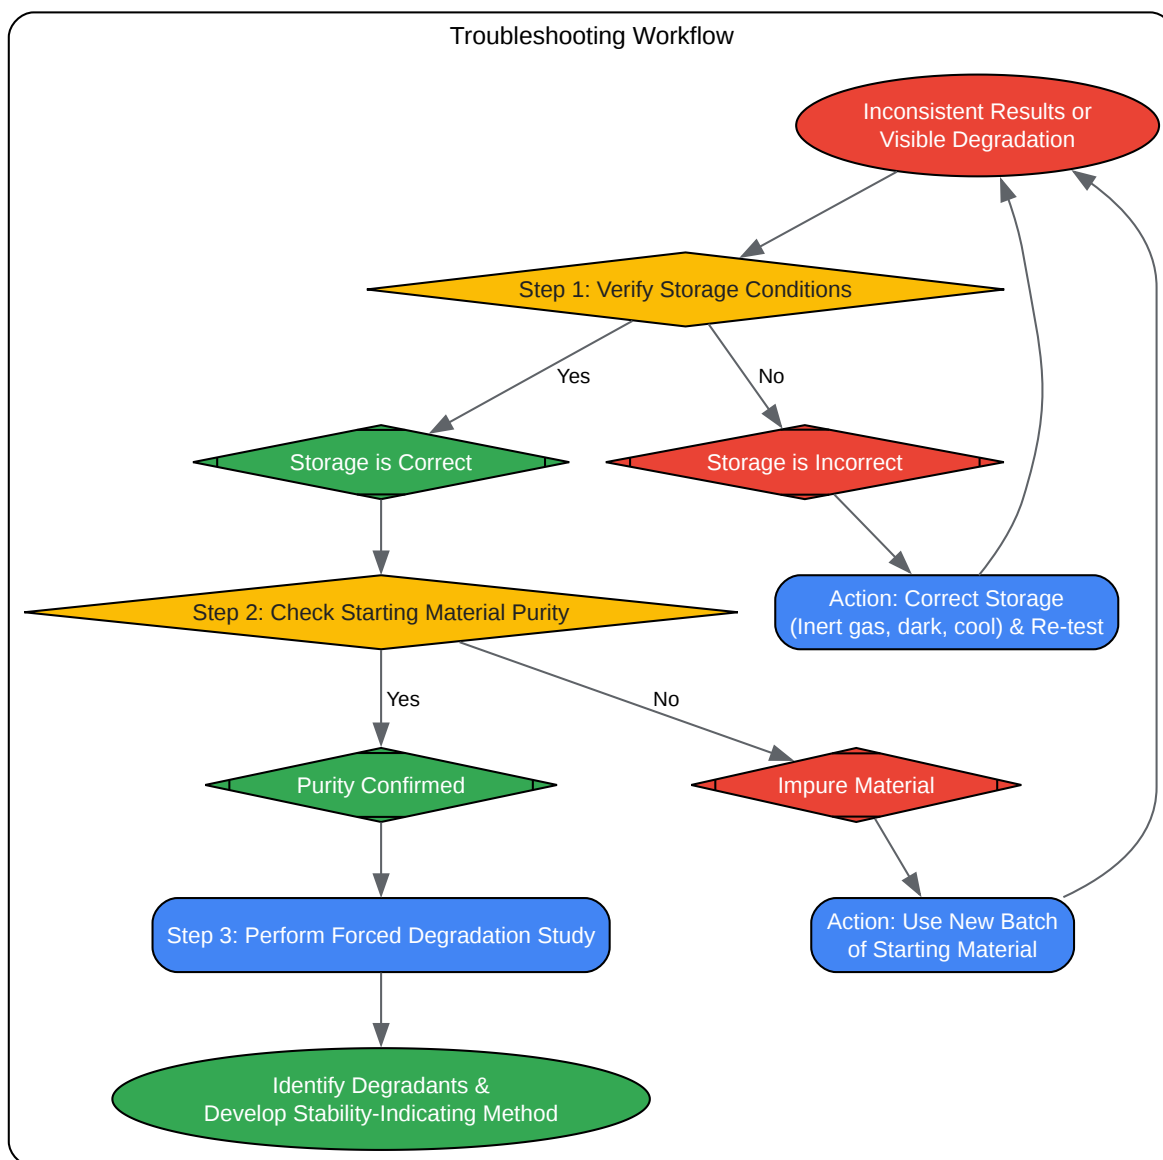 Troubleshooting Workflow
Inconsistent Results or
Visible Degradation
Step 1: Verify Storage Conditions
Yes
No
Storage is Correct
Storage is Incorrect
Action: Correct Storage
(Inert gas, dark, cool) & Re-test
Step 2: Check Starting Material Purity
Yes
No
Purity Confirmed
Impure Material
Step 3: Perform Forced Degradation Study
Action: Use New Batch
of Starting Material
Identify Degradants &
Develop Stability-Indicating Method